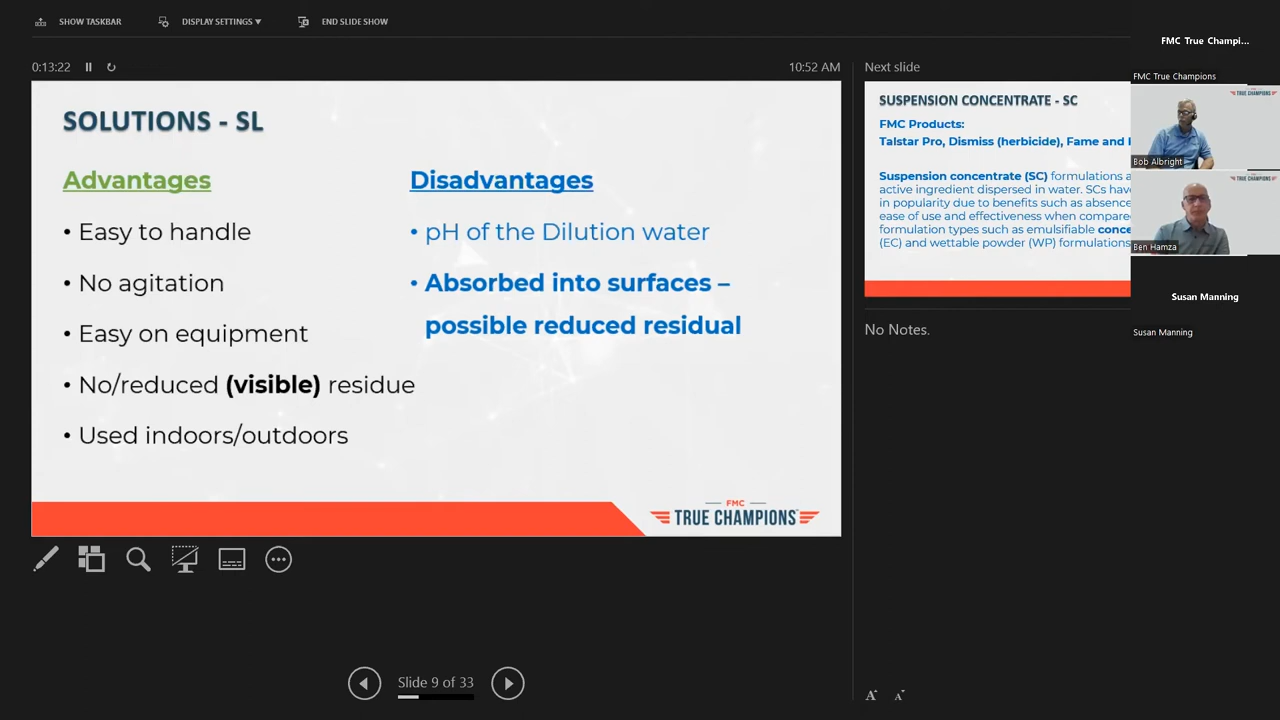 SHOW TASKBAR
DISPLAY SETTINGS ▼
END SLIDE SHOW
0:13:22
10:52 AM
SOLUTIONS - SL
Advantages
• Easy to handle
• No agitation
• Easy on equipment
• No/reduced (visible) residue
• Used indoors/outdoors
Disadvantages
• pH of the Dilution water
• Absorbed into surfaces –
possible reduced residual
FMC
TRUE CHAMPIONS
Slide 9 of 33
Next slide
SUSPENSION CONCENTRATE - SC
FMC Products:
Talstar Pro, Dismiss (herbicide), Fame and
Suspension concentrate (SC) formulations a
active ingredient dispersed in water. SCs have
in popularity due to benefits such as absence
ease of use and effectiveness when compare
formulation types such as emulsifiable conce
(EC) and wettable powder (WP) formulations
No Notes.
FMC True Champi...
FMC True Champions
TRUE CHAMPIONS
Bob Albright
TRUE CHAMPIONS
Ben Hamza
Susan Manning
Susan Manning
A
A